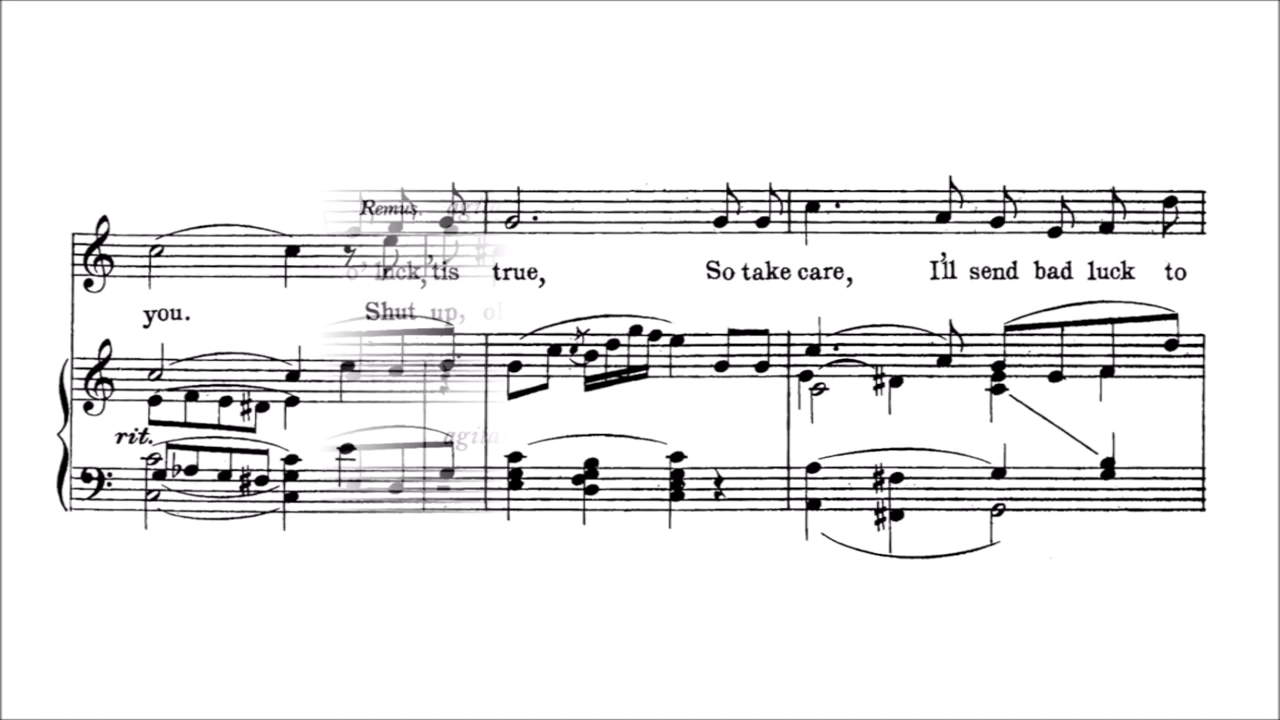 Remus.
luck, 'tis true, So take care, I'll send bad luck to
you. Shut up,
rit.